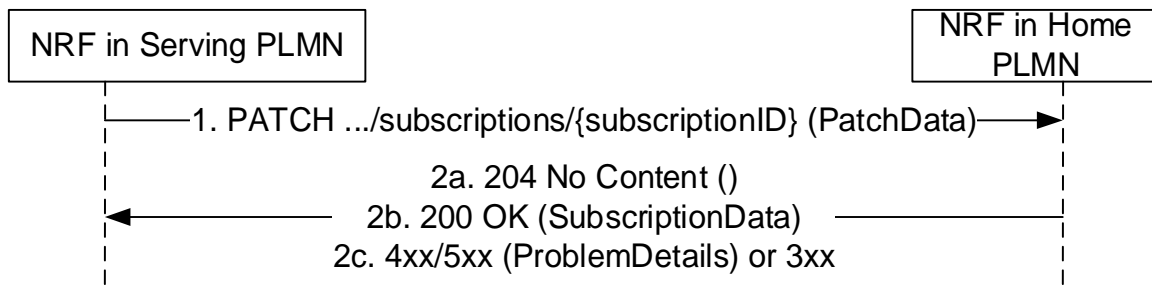 NRF in Serving PLMN
NRF in Home
PLMN
1. PATCH .../subscriptions/{subscriptionID} (PatchData)
2a. 204 No Content ()
2b. 200 OK (SubscriptionData)
2c. 4xx/5xx (ProblemDetails) or 3xx